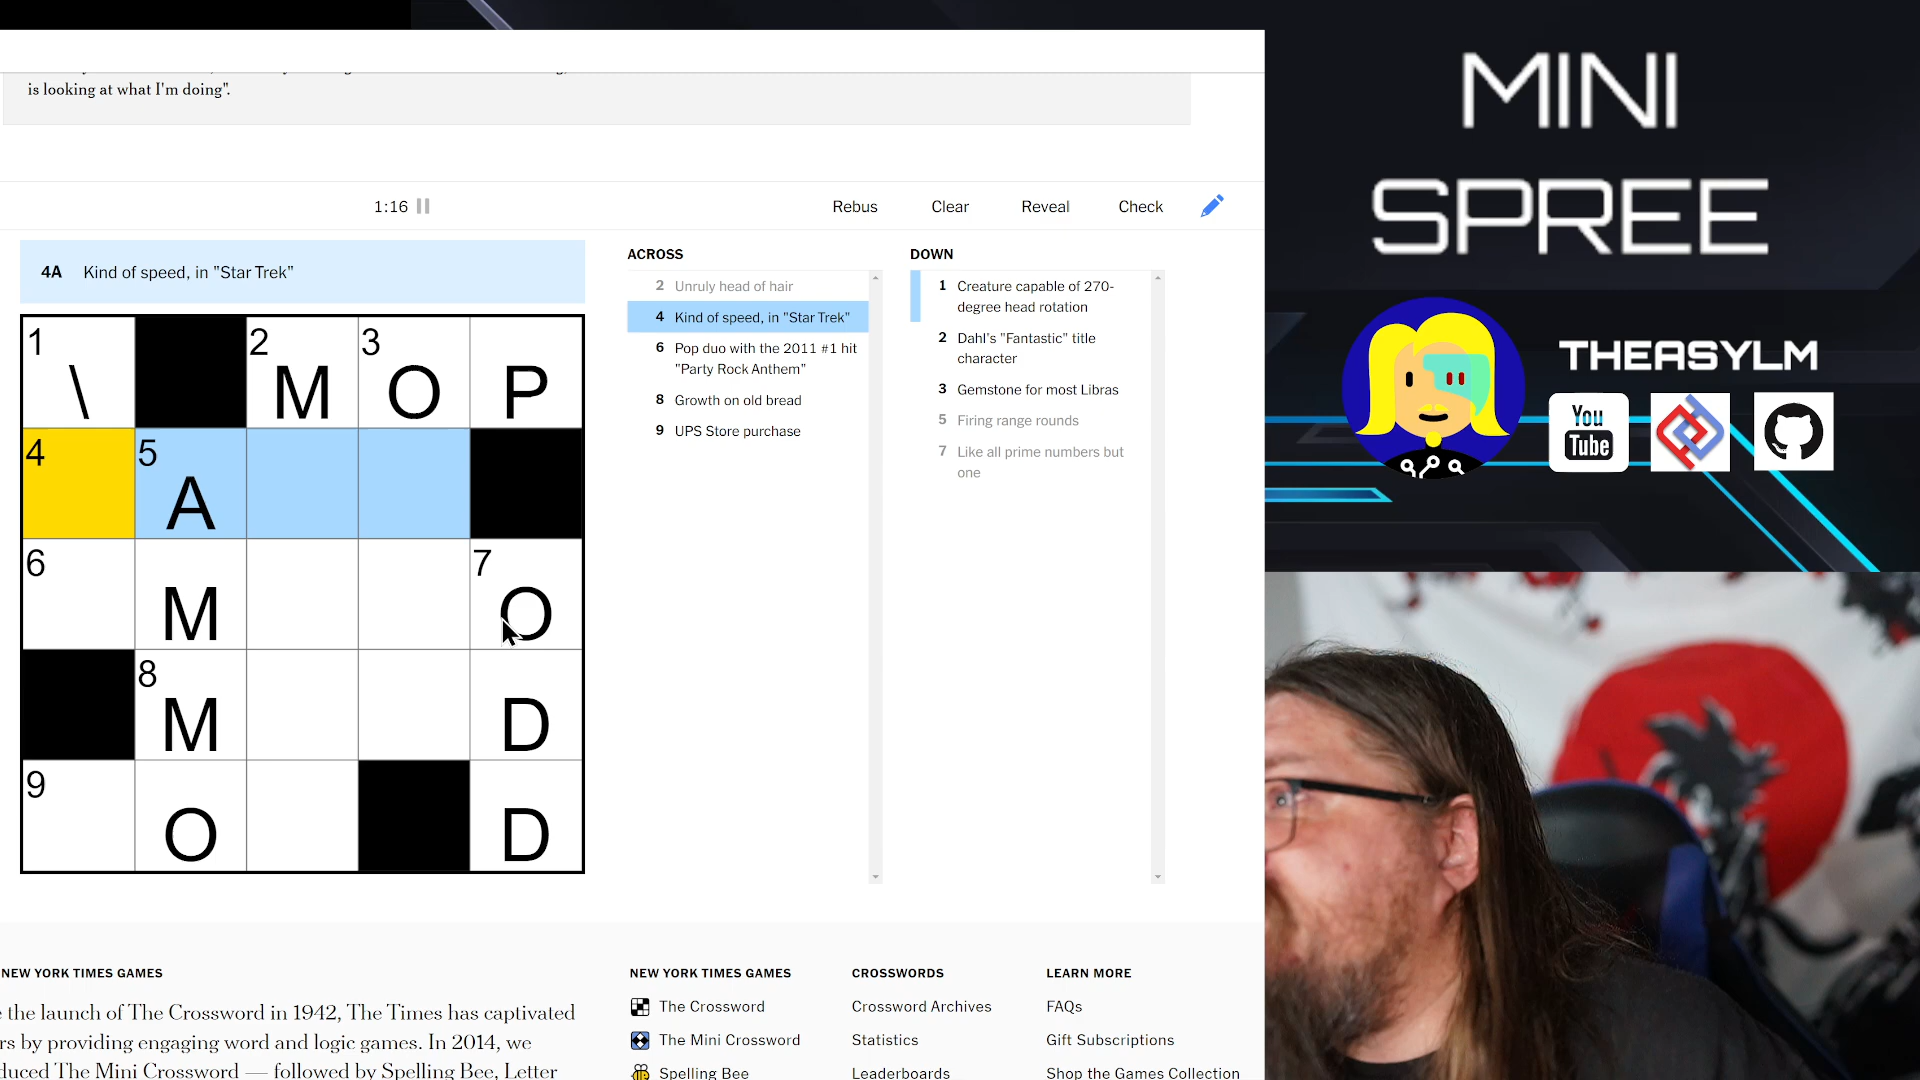 is looking at what I'm doing".
1:16
Rebus Clear Reveal Check
4A Kind of speed, in "Star Trek"
1 \ 2 M 3 O P
4 5 A
6 M 7 O
8 M D
9 O D
ACROSS
2 Unruly head of hair
4 Kind of speed, in "Star Trek"
6 Pop duo with the 2011 #1 hit
"Party Rock Anthem"
8 Growth on old bread
9 UPS Store purchase
DOWN
1 Creature capable of 270-
degree head rotation
2 Dahl's "Fantastic" title
character
3 Gemstone for most Libras
5 Firing range rounds
7 Like all prime numbers but
one
NEW YORK TIMES GAMES
the launch of The Crossword in 1942, The Times has captivated
rs by providing engaging word and logic games. In 2014, we
duced The Mini Crossword — followed by Spelling Bee, Letter
NEW YORK TIMES GAMES
The Crossword
The Mini Crossword
Spelling Bee
CROSSWORDS
Crossword Archives
Statistics
Leaderboards
LEARN MORE
FAQs
Gift Subscriptions
Shop the Games Collection
MINI
SPREE
THEASYLM
You
Tube